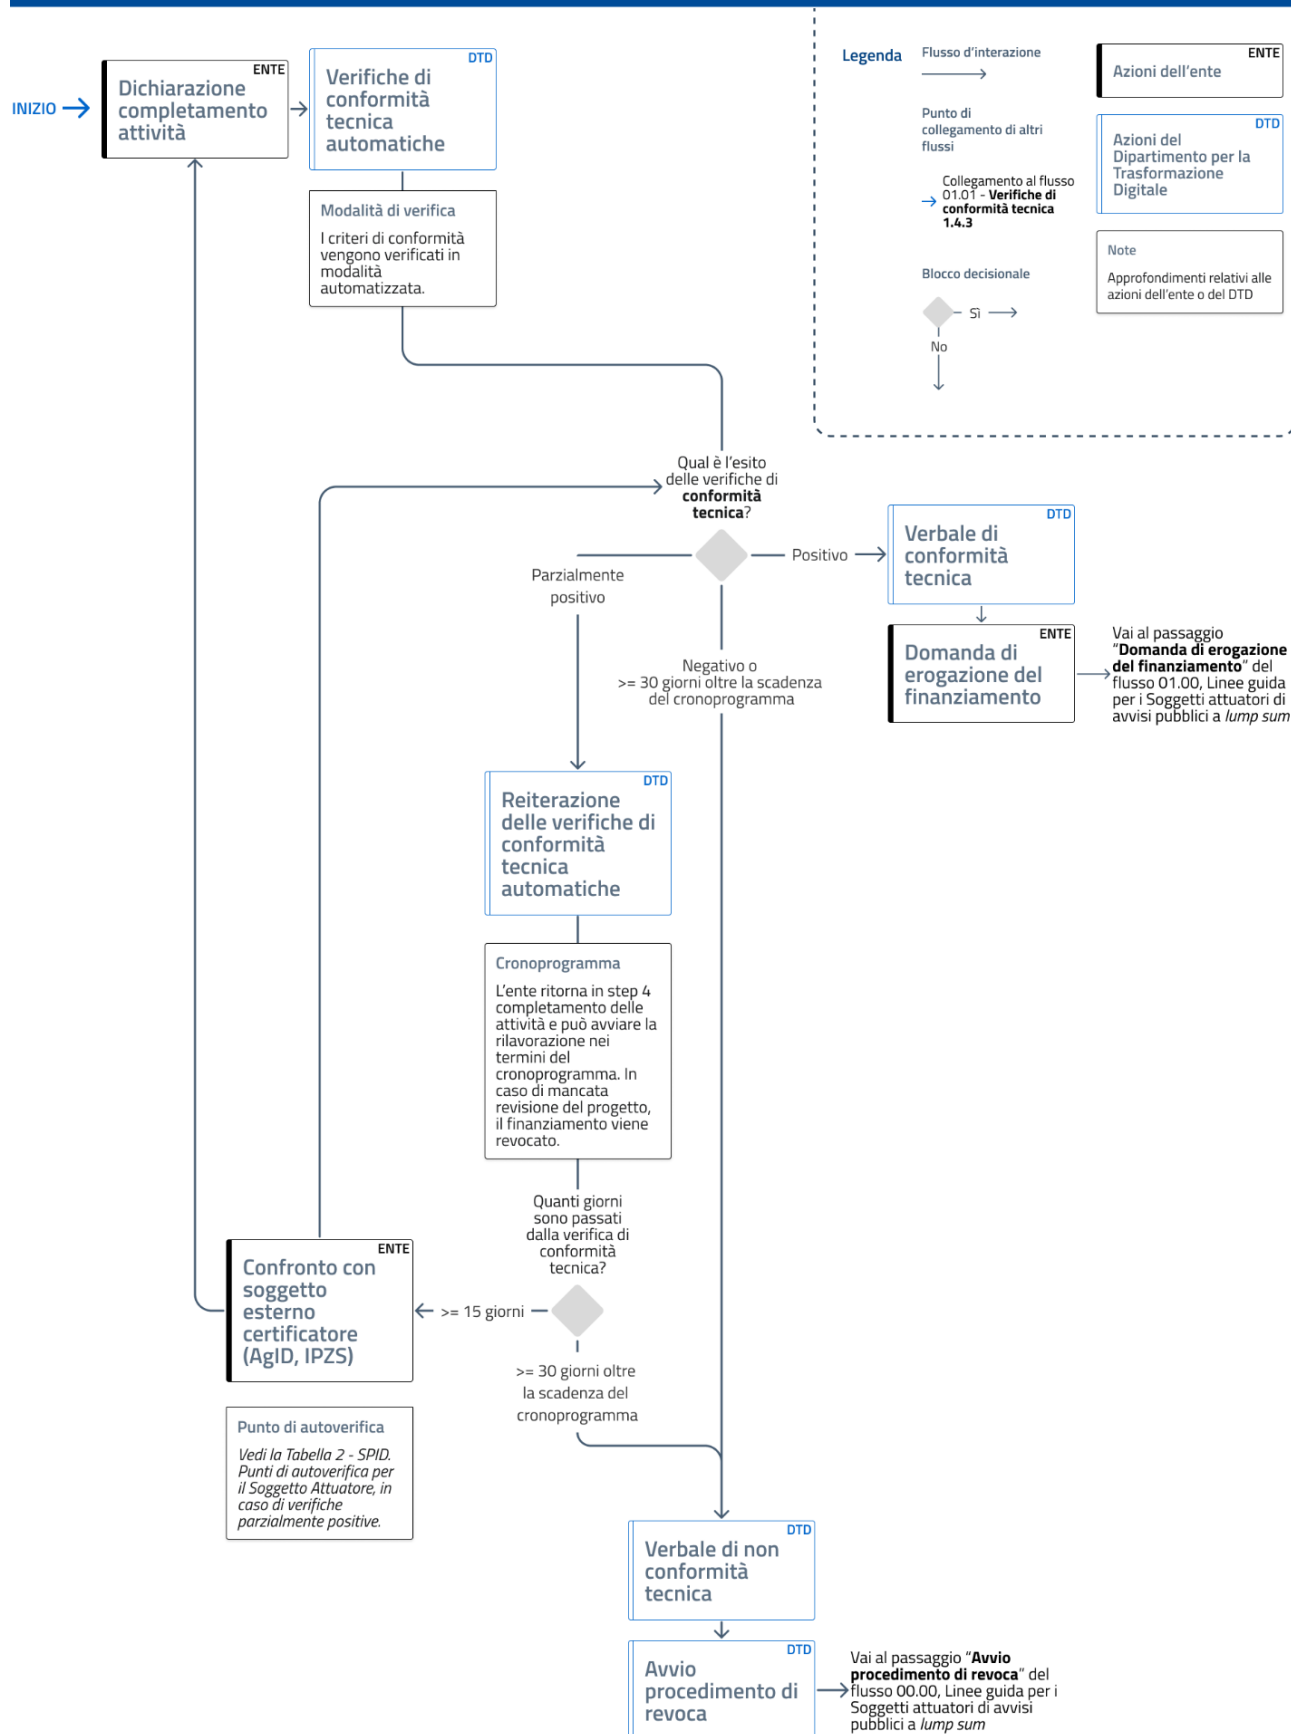 INIZIO
ENTE
Dichiarazione
completamento
attività
DTD
Verifiche di
conformità
tecnica
automatiche
Modalità di verifica
I criteri di conformità
vengono verificati in
modalità
automatizzata.
Legenda
Flusso d'interazione
Punto di
collegamento di altri
flussi
Collegamento al flusso
01.01 - Verifiche di
conformità tecnica
1.4.3
Blocco decisionale
Sì
No
ENTE
Azioni dell'ente
DTD
Azioni del
Dipartimento per la
Trasformazione
Digitale
Note
Approfondimenti relativi alle
azioni dell'ente o del DTD
Qual è l'esito
delle verifiche di
conformità
tecnica?
Positivo
DTD
Verbale di
conformità
tecnica
ENTE
Domanda di
erogazione del
finanziamento
Vai al passaggio
“Domanda di erogazione
del finanziamento” del
flusso 01.00, Linee guida
per i Soggetti attuatori di
avvisi pubblici a lump sum
Parzialmente
positivo
Negativo o
>= 30 giorni oltre la scadenza
del cronoprogramma
DTD
Reiterazione
delle verifiche di
conformità
tecnica
automatiche
Cronoprogramma
L'ente ritorna in step 4
completamento delle
attività e può avviare la
rilavorazione nei
termini del
cronoprogramma. In
caso di mancata
revisione del progetto,
il finanziamento viene
revocato.
Quanti giorni
sono passati
dalla verifica di
conformità
tecnica?
>= 15 giorni
ENTE
Confronto con
soggetto
esterno
certificatore
(AgID, IPZS)
Punto di autoverifica
Vedi la Tabella 2 - SPID.
Punti di autoverifica per
il Soggetto Attuatore, in
caso di verifiche
parzialmente positive.
>= 30 giorni oltre
la scadenza del
cronoprogramma
DTD
Verbale di non
conformità
tecnica
DTD
Avvio
procedimento di
revoca
Vai al passaggio “Avvio
procedimento di revoca” del
flusso 00.00, Linee guida per i
Soggetti attuatori di avvisi
pubblici a lump sum